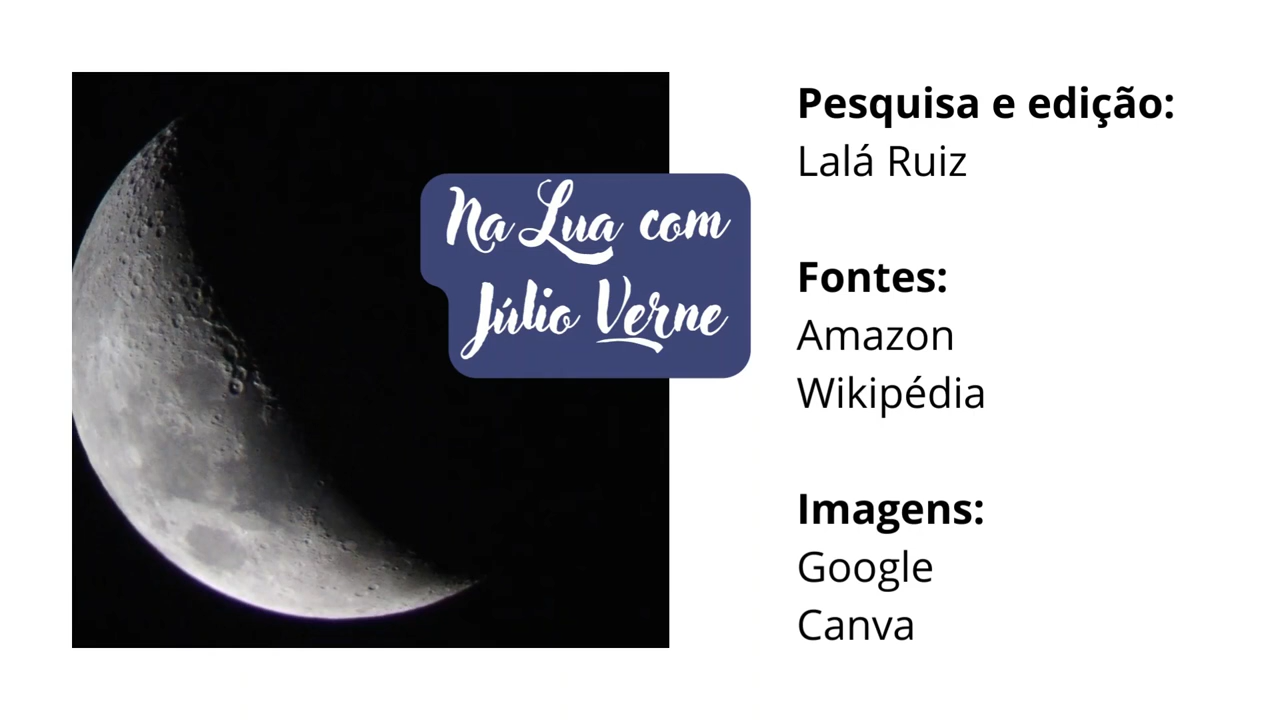 Na Lua com
Júlio Verne
Pesquisa e edição:
Lalá Ruiz
Fontes:
Amazon
Wikipédia
Imagens:
Google
Canva